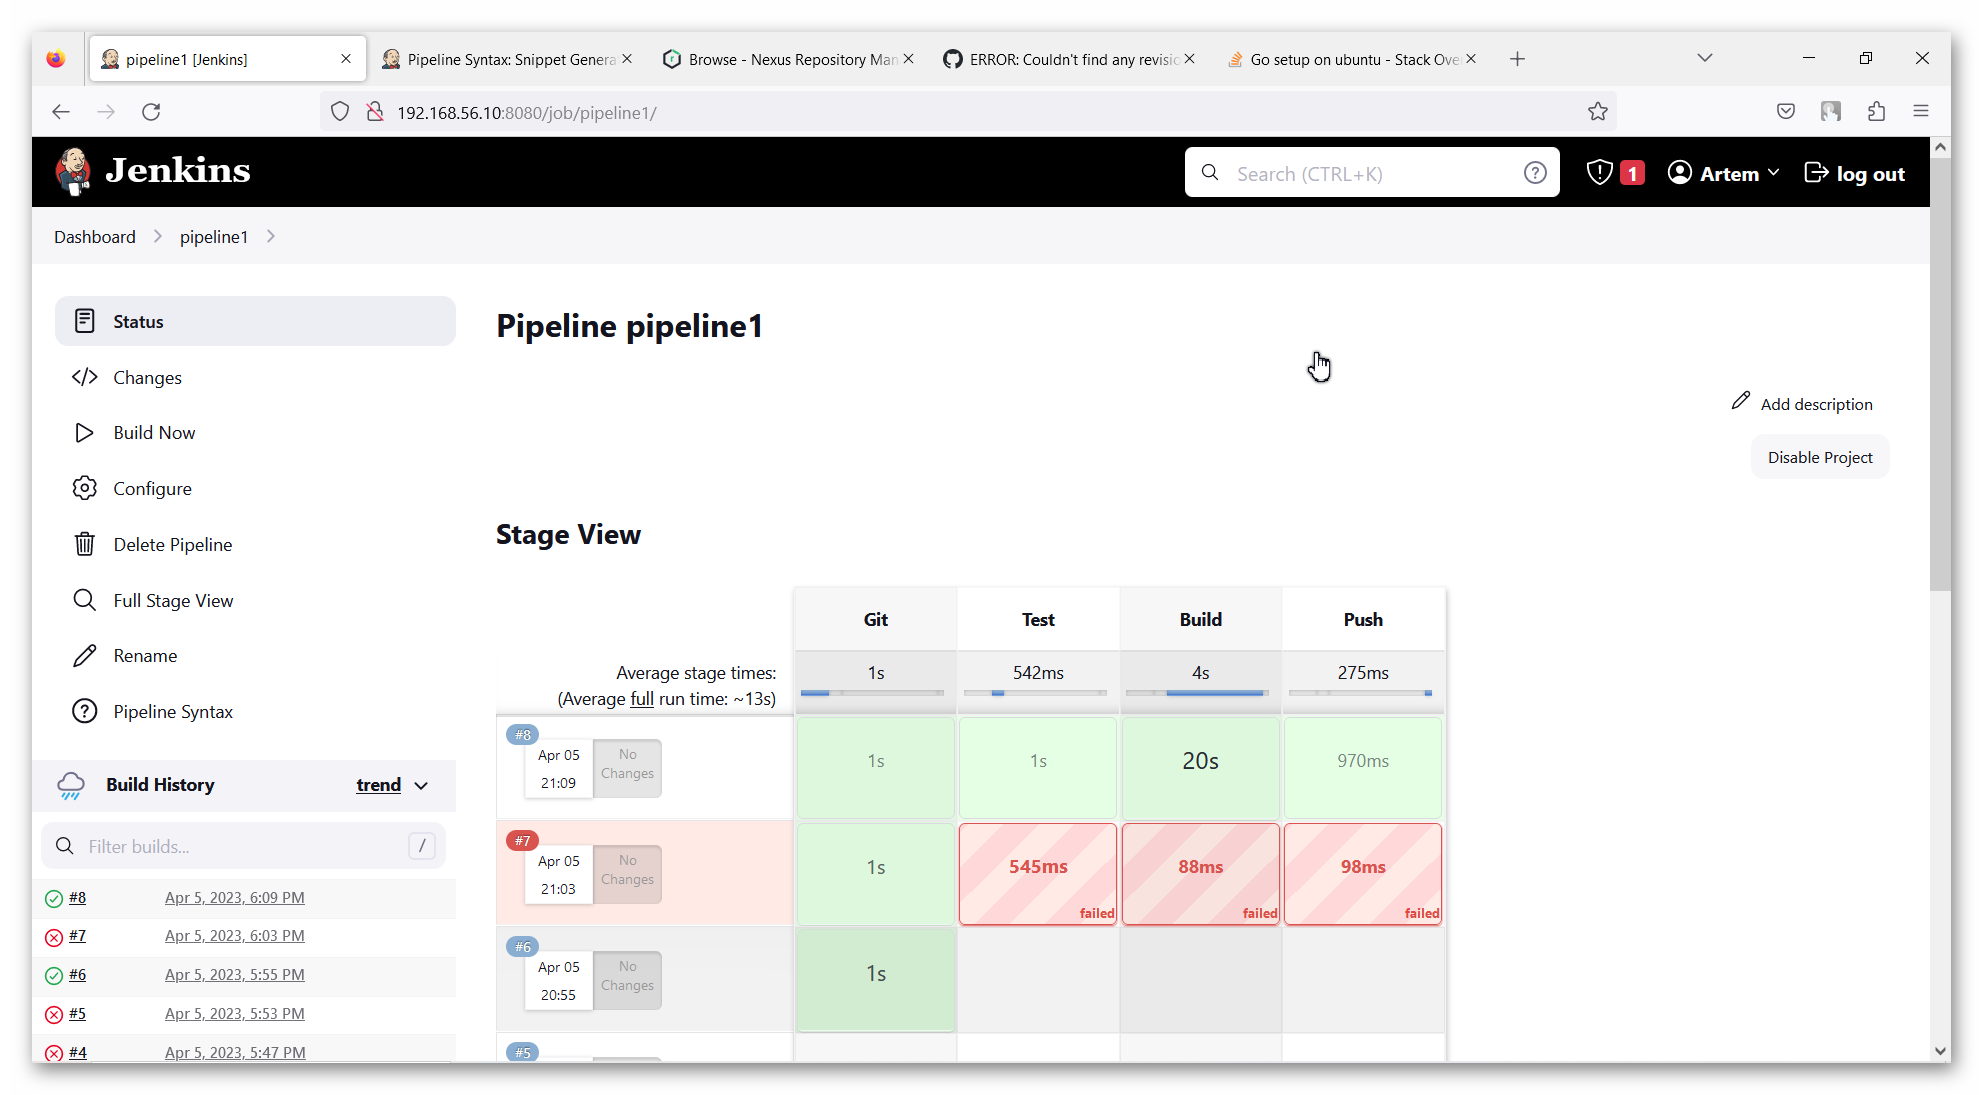 pipeline1 [Jenkins]
Pipeline Syntax: Snippet Genera
Browse - Nexus Repository Man
ERROR: Couldn't find any revisio
Go setup on ubuntu - Stack Ove
192.168.56.10:8080/job/pipeline1/
Jenkins
Search (CTRL+K)
1
Artem
log out
Dashboard
pipeline1
Status
Changes
Build Now
Configure
Delete Pipeline
Full Stage View
Rename
Pipeline Syntax
Build History
trend
Filter builds...
/
#8 Apr 5, 2023, 6:09 PM
#7 Apr 5, 2023, 6:03 PM
#6 Apr 5, 2023, 5:55 PM
#5 Apr 5, 2023, 5:53 PM
#4 Apr 5, 2023, 5:47 PM
Pipeline pipeline1
Add description
Disable Project
Stage View
Git Test Build Push
Average stage times: 1s 542ms 4s 275ms
(Average full run time: ~13s)
#8
Apr 05
21:09
No
Changes
1s 1s 20s 970ms
#7
Apr 05
21:03
No
Changes
1s 545ms 88ms 98ms
failed failed failed
#6
Apr 05
20:55
No
Changes
1s
#5